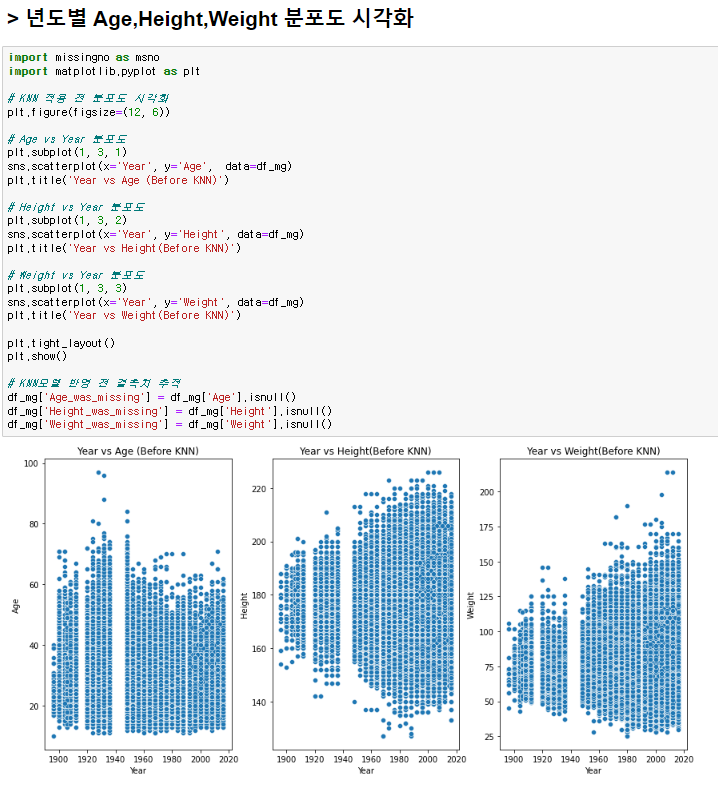 > 년도별 Age,Height,Weight 분포도 시각화
import missingno as msno
import matplotlib.pyplot as plt
# KNN 적용 전 분포도 시각화
plt.figure(figsize=(12, 6))
# Age vs Year 분포도
plt.subplot(1, 3, 1)
sns.scatterplot(x='Year', y='Age',  data=df_mg)
plt.title('Year vs Age (Before KNN)')
# Height vs Year 분포도
plt.subplot(1, 3, 2)
sns.scatterplot(x='Year', y='Height', data=df_mg)
plt.title('Year vs Height(Before KNN)')
# Weight vs Year 분포도
plt.subplot(1, 3, 3)
sns.scatterplot(x='Year', y='Weight', data=df_mg)
plt.title('Year vs Weight(Before KNN)')
plt.tight_layout()
plt.show()
# KNN모델 반영 전 결측치 추적
df_mg['Age_was_missing'] = df_mg['Age'].isnull()
df_mg['Height_was_missing'] = df_mg['Height'].isnull()
df_mg['Weight_was_missing'] = df_mg['Weight'].isnull()
Year vs Age (Before KNN)
100
80
60
40
20
Age
1900 1920 1940 1960 1980 2000 2020
Year
Year vs Height(Before KNN)
220
200
180
160
140
Height
1900 1920 1940 1960 1980 2000 2020
Year
Year vs Weight(Before KNN)
200
175
150
125
100
75
50
25
Weight
1900 1920 1940 1960 1980 2000 2020
Year